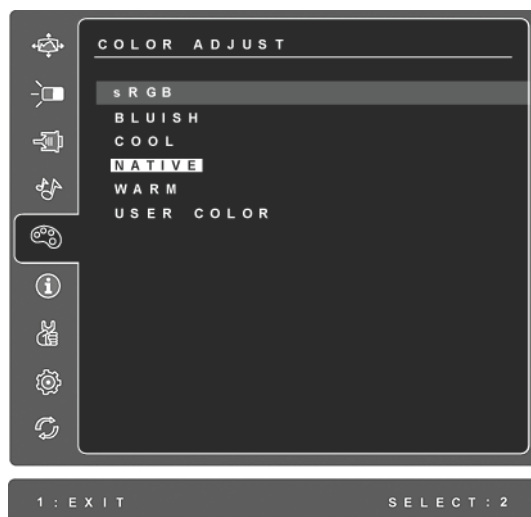 COLOR ADJUST
sRGB
BLUISH
COOL
NATIVE
WARM
USER COLOR
1:EXIT SELECT:2